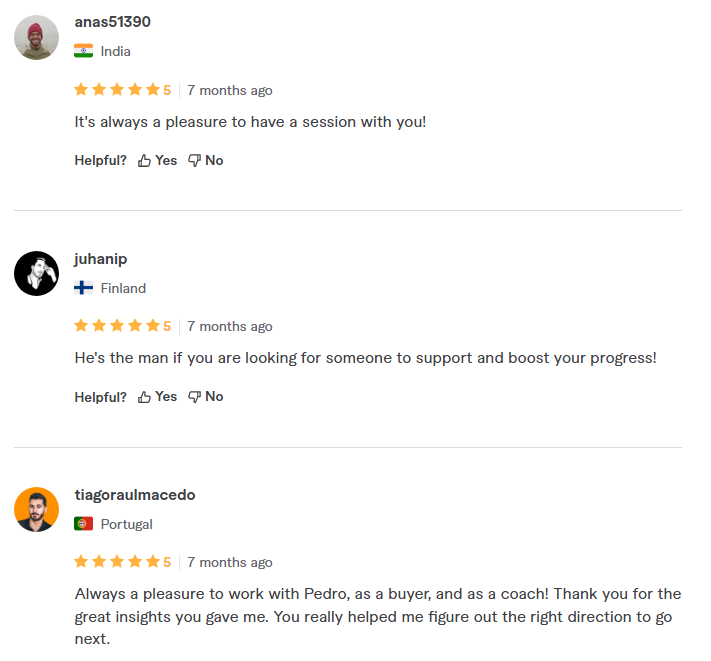 anas51390
India
5 7 months ago
It's always a pleasure to have a session with you!
Helpful? Yes No
juhanip
Finland
5 7 months ago
He's the man if you are looking for someone to support and boost your progress!
Helpful? Yes No
tiagoraulmacedo
Portugal
5 7 months ago
Always a pleasure to work with Pedro, as a buyer, and as a coach! Thank you for the
great insights you gave me. You really helped me figure out the right direction to go
next.